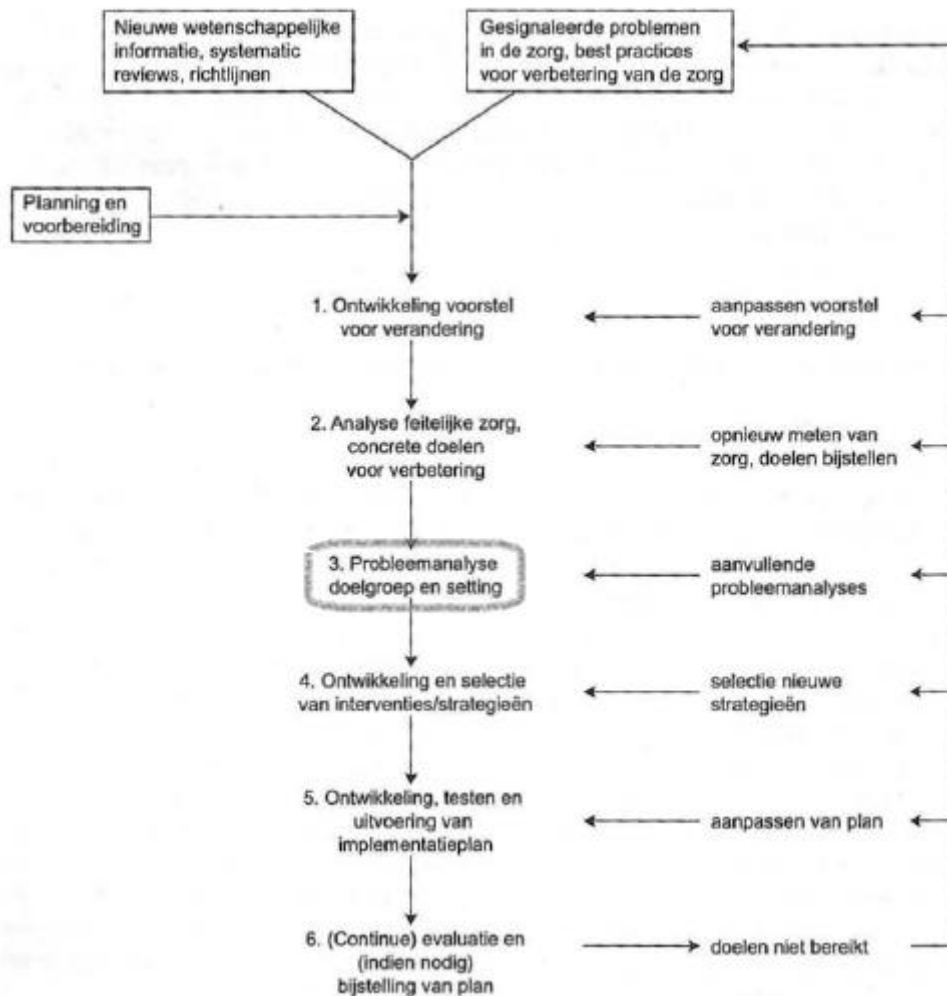 Nieuwe wetenschappelijke
informatie, systematic
reviews, richtlijnen
Gesignaleerde problemen
in de zorg, best practices
voor verbetering van de zorg
Planning en
voorbereiding
1. Ontwikkeling voorstel
voor verandering
aanpassen voorstel
voor verandering
2. Analyse feitelijke zorg,
concrete doelen
voor verbetering
opnieuw meten van
zorg, doelen bijstellen
3. Probleemanalyse
doelgroep en setting
aanvullende
probleemanalyses
4. Ontwikkeling en selectie
van interventies/strategieën
selectie nieuwe
strategieën
5. Ontwikkeling, testen en
uitvoering van
implementatieplan
aanpassen van plan
6. (Continue) evaluatie en
(indien nodig)
bijstelling van plan
doelen niet bereikt